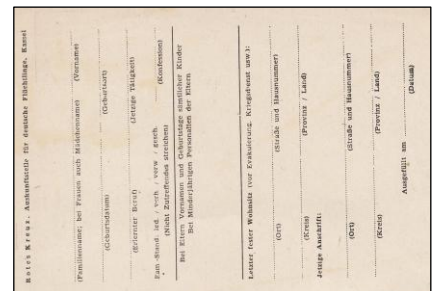 Rotes Kreuz, Auskunftstelle für deutsche Flüchtlinge, Kassel
(Familienname; bei Frauen auch Mädchenname) (Vorname)
(Geburtsdatum) (Geburtsort)
(Erlernter Beruf) (Jetzige Tätigkeit)
Fam.-Stand: led. / verh. / verw. / gesch. (Konfession)
(Nicht Zutreffendes streichen)
Bei Eltern Vornamen und Geburtstage sämtlicher Kinder
Bei Minderjährigen Personalien der Eltern
Letzter fester Wohnsitz (vor Evakuierung, Kriegsdienst usw.):
(Ort) (Straße und Hausnummer)
(Kreis) (Provinz / Land)
Jetzige Anschrift:
(Ort) (Straße und Hausnummer)
(Kreis) (Provinz / Land)
Ausgefüllt am
(Datum)